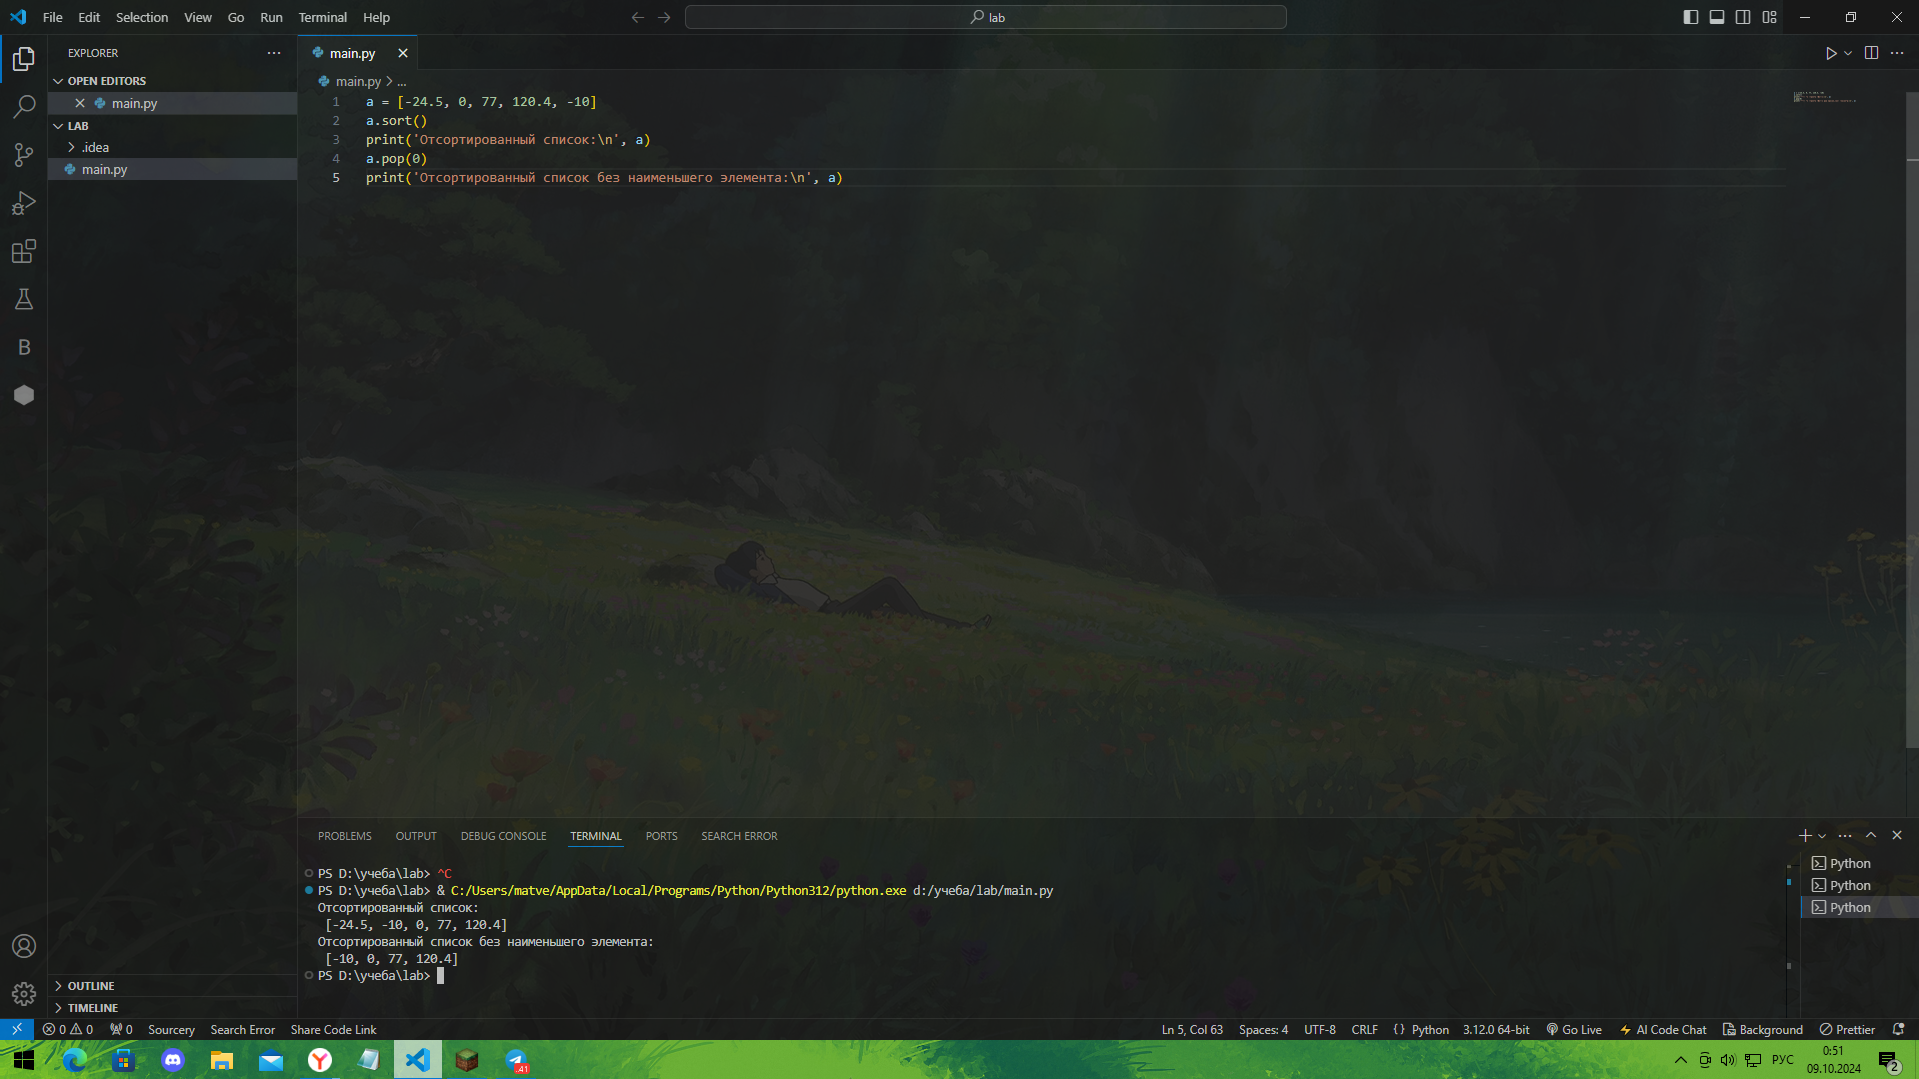 File Edit Selection View Go Run Terminal Help
lab
EXPLORER
OPEN EDITORS
main.py
LAB
.idea
main.py
main.py
main.py > ...
1 a = [-24.5, 0, 77, 120.4, -10]
2 a.sort()
3 print('Отсортированный список:\n', a)
4 a.pop(0)
5 print('Отсортированный список без наименьшего элемента:\n', a)
PROBLEMS OUTPUT DEBUG CONSOLE TERMINAL PORTS SEARCH ERROR
PS D:\учеба\lab> ^C
PS D:\учеба\lab> & C:/Users/matve/AppData/Local/Programs/Python/Python312/python.exe d:/учеба/lab/main.py
Отсортированный список:
[-24.5, -10, 0, 77, 120.4]
Отсортированный список без наименьшего элемента:
[-10, 0, 77, 120.4]
PS D:\учеба\lab>
Python
Python
Python
B
OUTLINE
TIMELINE
0 0 0 Sourcery Search Error Share Code Link Ln 5, Col 63 Spaces: 4 UTF-8 CRLF {} Python 3.12.0 64-bit Go Live AI Code Chat Background Prettier
41
РУС
0:51
09.10.2024
2